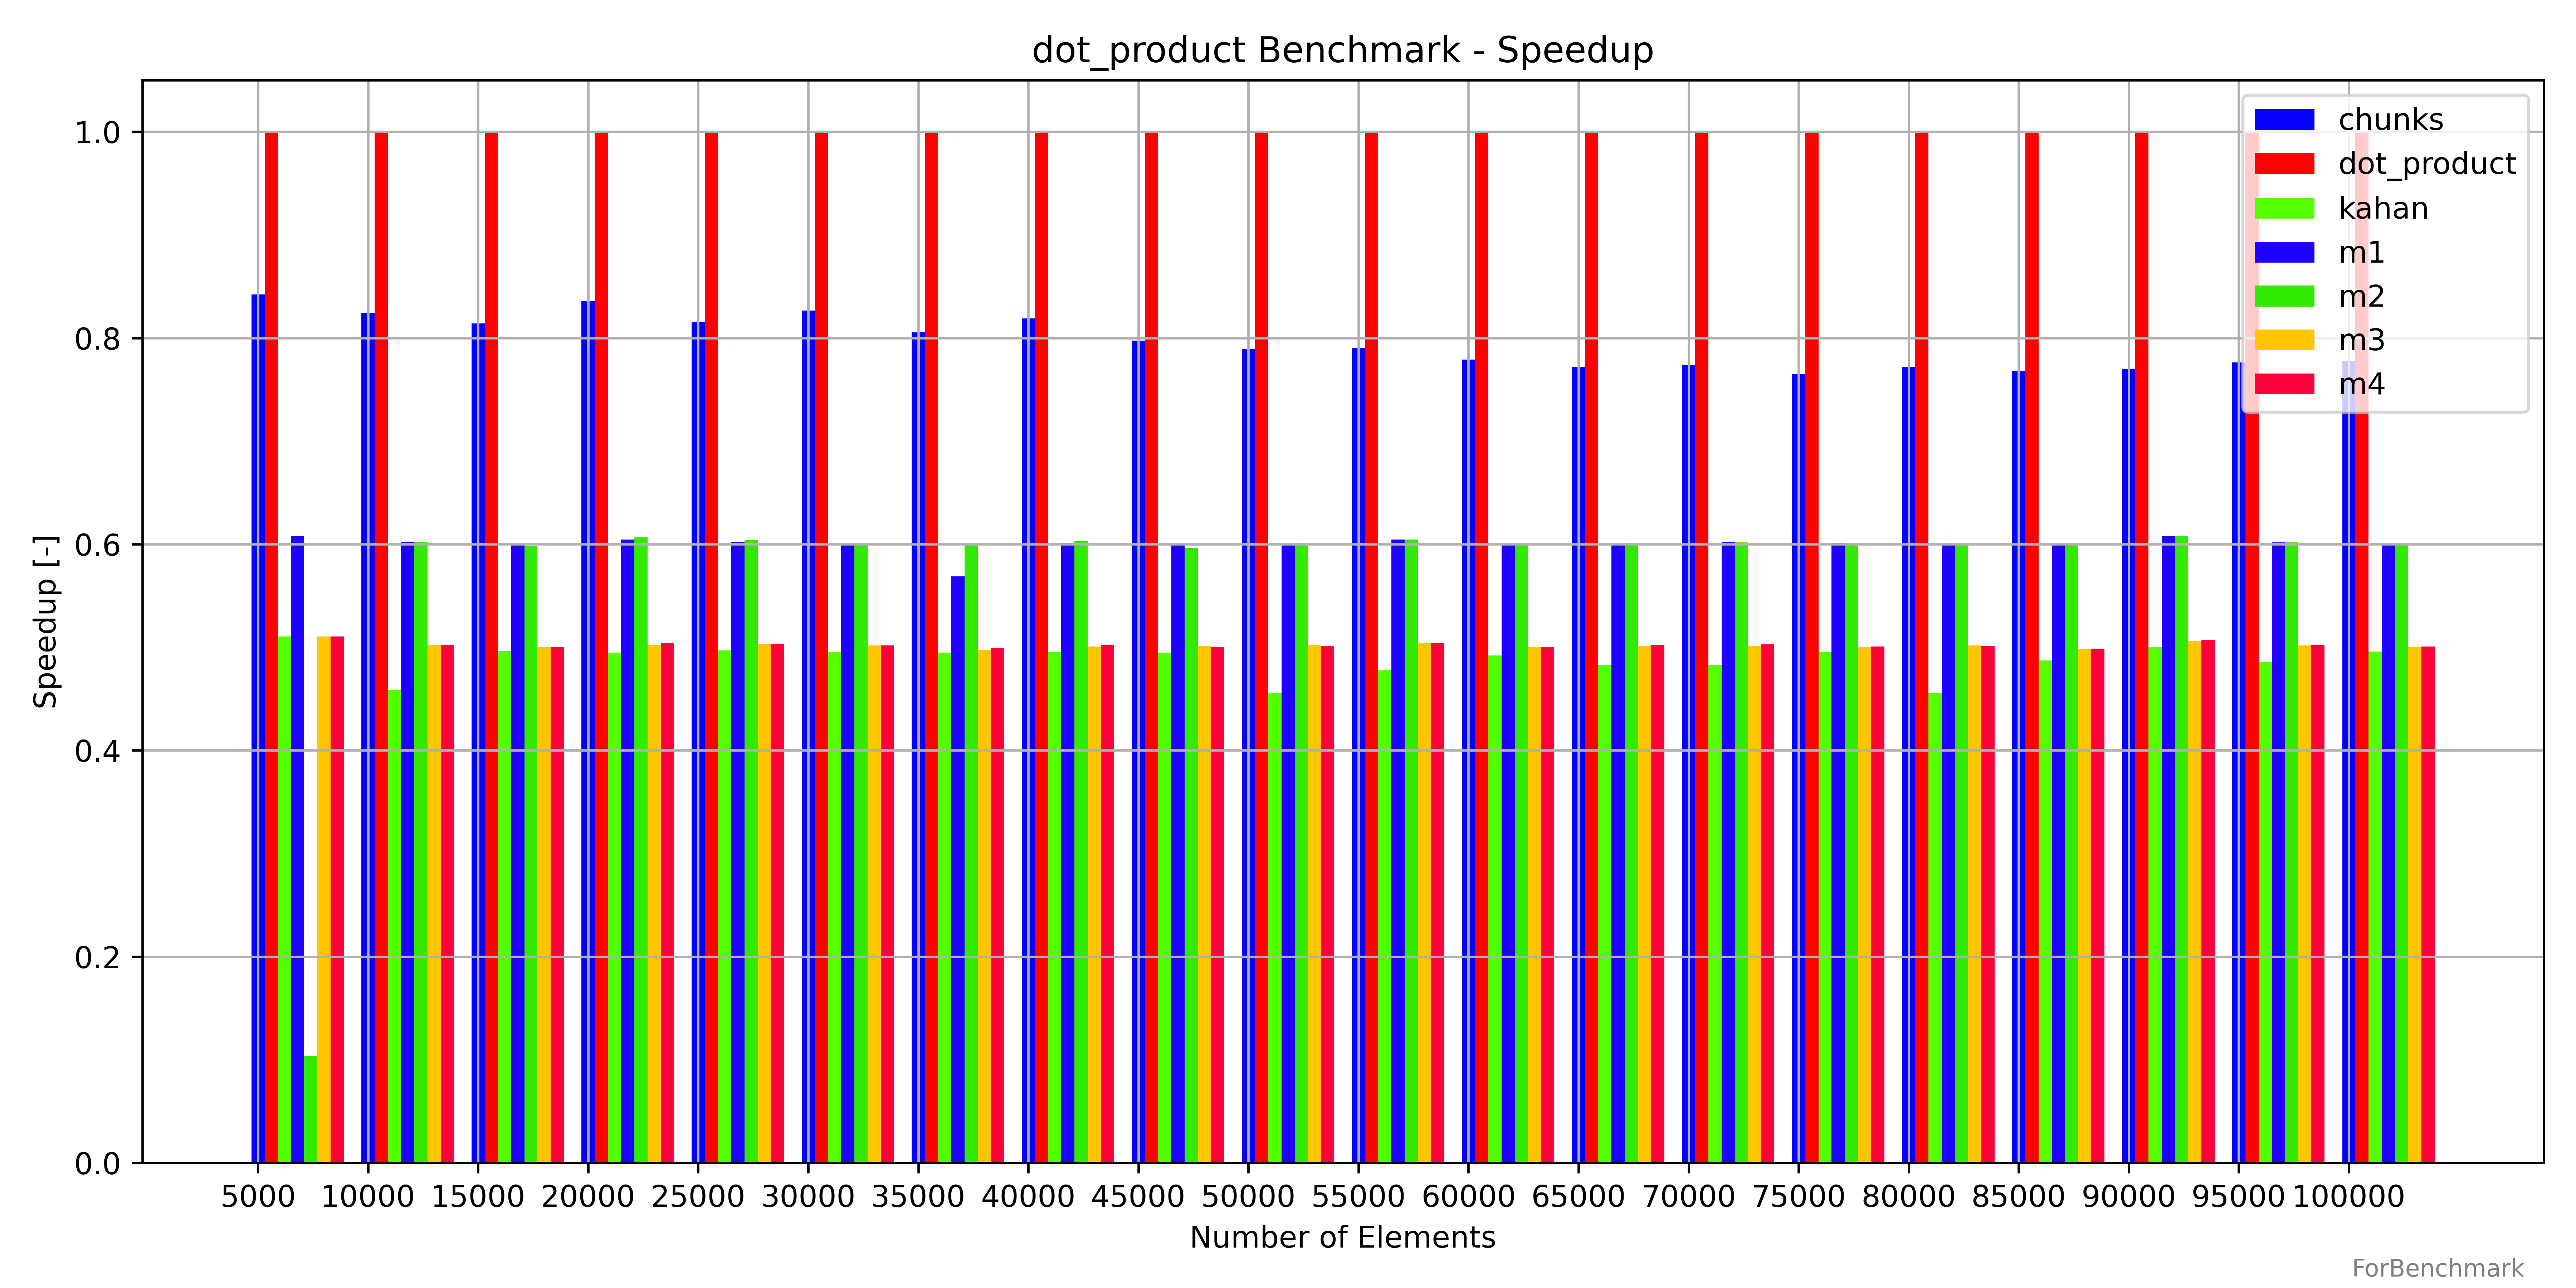 dot_product Benchmark - Speedup
Speedup [-]
1.0
0.8
0.6
0.4
0.2
0.0
chunks
dot_product
kahan
m1
m2
m3
m4
5000 10000 15000 20000 25000 30000 35000 40000 45000 50000 55000 60000 65000 70000 75000 80000 85000 90000 95000 100000
Number of Elements
ForBenchmark